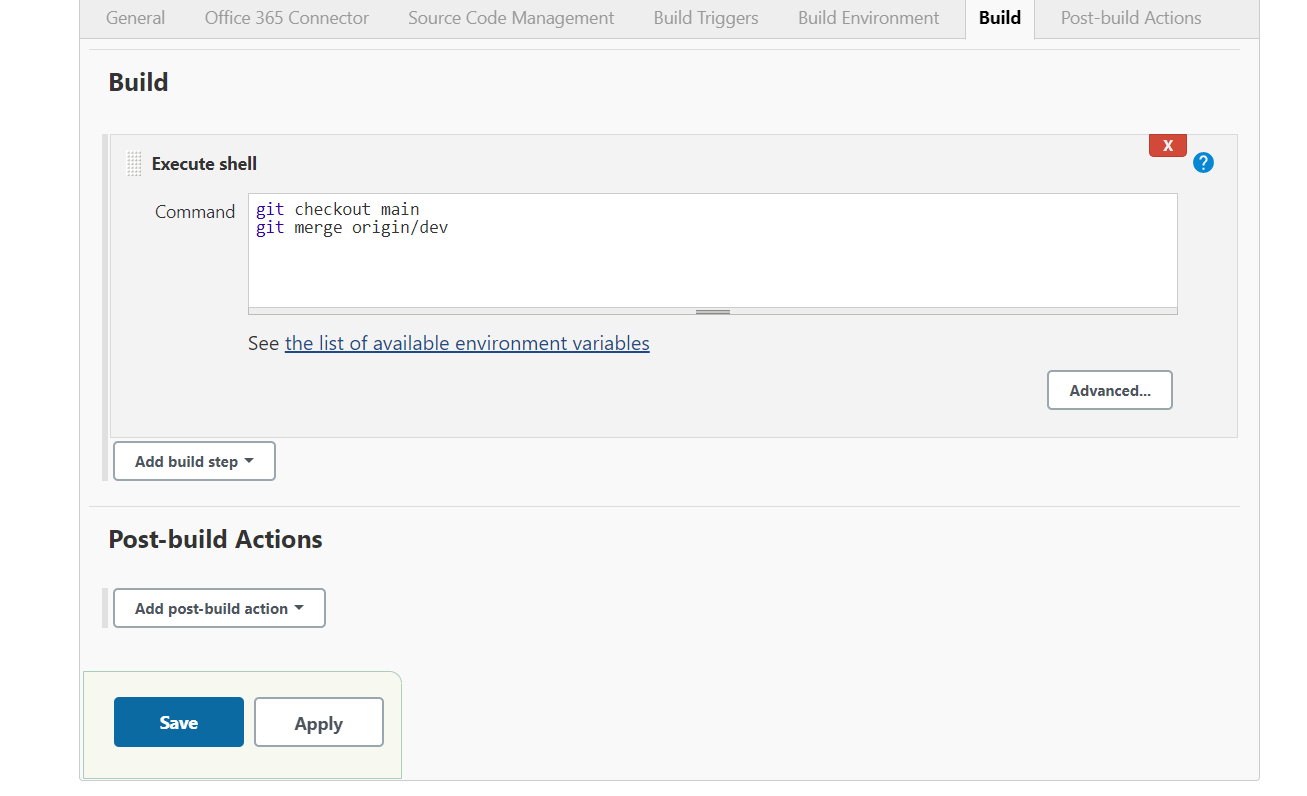 General Office 365 Connector Source Code Management Build Triggers Build Environment Build Post-build Actions
Build
X
Execute shell
?
Command
git checkout main
git merge origin/dev
See the list of available environment variables
Advanced...
Add build step
Post-build Actions
Add post-build action
Save Apply